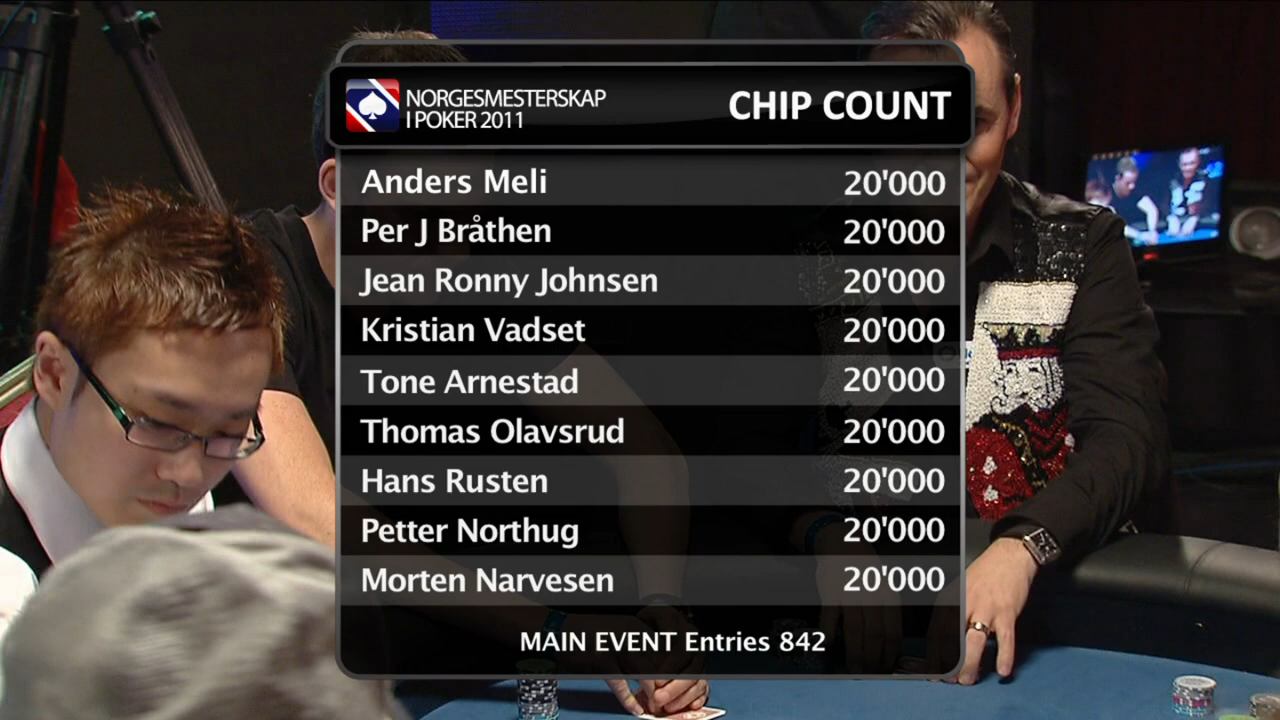 NORGESMESTERSKAP
I POKER 2011
CHIP COUNT
Anders Meli 20'000
Per J Bråthen 20'000
Jean Ronny Johnsen 20'000
Kristian Vadset 20'000
Tone Arnestad 20'000
Thomas Olavsrud 20'000
Hans Rusten 20'000
Petter Northug 20'000
Morten Narvesen 20'000
MAIN EVENT Entries 842